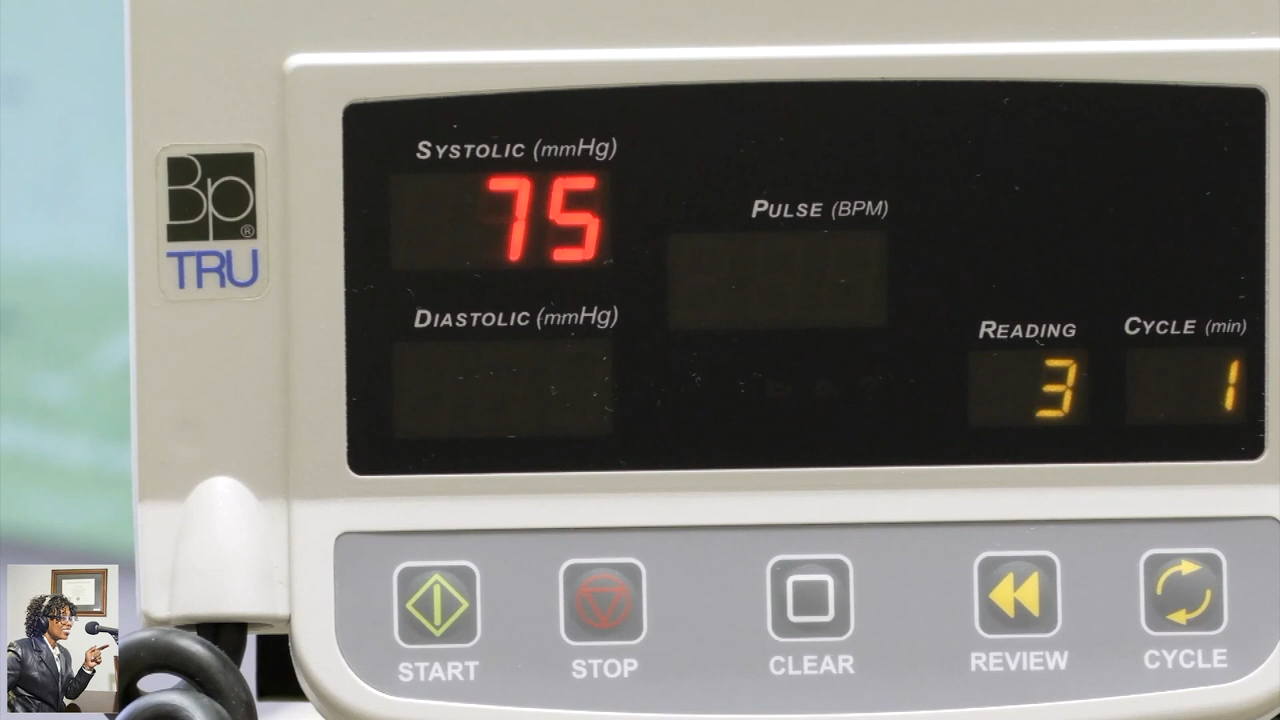 SYSTOLIC (mmHg)
75
Bp®
TRU
PULSE (BPM)
DIASTOLIC (mmHg)
READING
3
CYCLE (min)
1
START
STOP
CLEAR
REVIEW
CYCLE